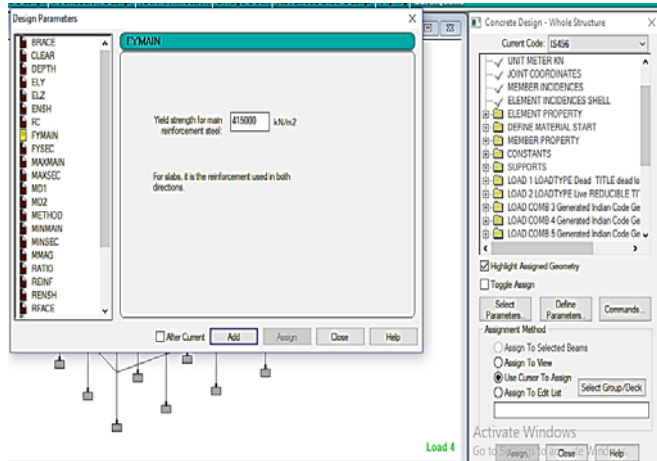 Design Parameters
BRACE
CLEAR
DEPTH
ELY
ELZ
ENSH
FC
FYMAIN
FYSEC
MAXMAIN
MAXSEC
MD1
MD2
METHOD
MINMAIN
MINSEC
MMAG
RATIO
REINF
RENSH
RFACE
FYMAIN
Yield strength for main
reinforcement steel:
415000 kN/m2
For slabs, it is the reinforcement used in both
directions.
After Current Add Assign Close Help
Load 4
Concrete Design - Whole Structure
Current Code: IS456
UNIT METER KN
JOINT COORDINATES
MEMBER INCIDENCES
ELEMENT INCIDENCES SHELL
ELEMENT PROPERTY
DEFINE MATERIAL START
MEMBER PROPERTY
CONSTANTS
SUPPORTS
LOAD 1 LOADTYPE Dead TITLE dead lo
LOAD 2 LOADTYPE Live REDUCIBLE TI
LOAD COMB 3 Generated Indian Code Ge
LOAD COMB 4 Generated Indian Code Ge
LOAD COMB 5 Generated Indian Code Ge
Highlight Assigned Geometry
Toggle Assign
Select Parameters...
Define Parameters...
Commands...
Assignment Method
Assign To Selected Beams
Assign To View
Use Cursor To Assign
Assign To Edit List
Select Group/Deck
Activate Windows
Go to Settings to activate Windows.
Assign Close Help